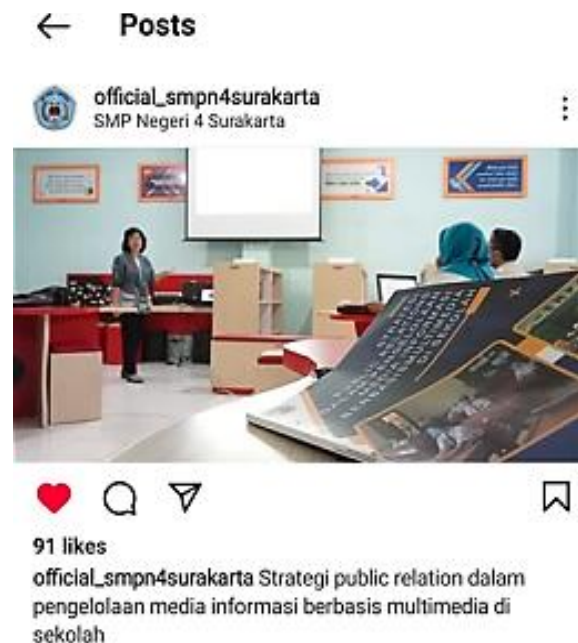 Posts
official_smpn4surakarta
SMP Negeri 4 Surakarta
91 likes
official_smpn4surakarta Strategi public relation dalam
pengelolaan media informasi berbasis multimedia di
sekolah